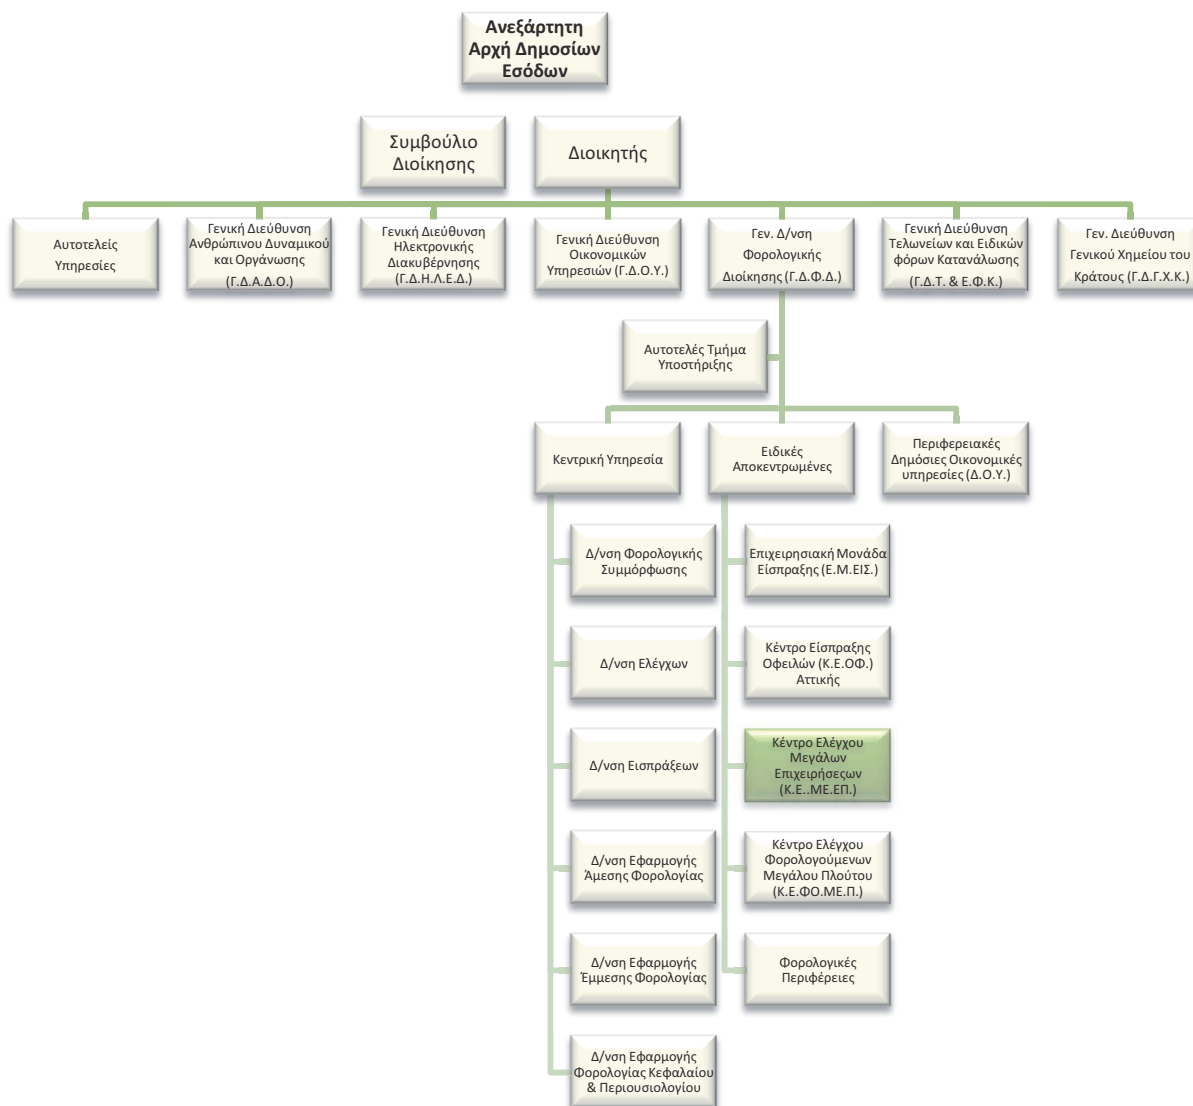 Ανεξάρτητη
Αρχή Δημοσίων
Εσόδων
Συμβούλιο
Διοίκησης
Διοικητής
Αυτοτελείς
Υπηρεσίες
Γενική Διεύθυνση
Ανθρώπινου Δυναμικού
και Οργάνωσης
(Γ.Δ.Α.Δ.Ο.)
Γενική Διεύθυνση
Ηλεκτρονικής
Διακυβέρνησης
(Γ.Δ.Η.Λ.Ε.Δ.)
Γενική Διεύθυνση
Οικονομικών
Υπηρεσιών (Γ.Δ.Ο.Υ.)
Γεν. Δ/νση
Φορολογικής
Διοίκησης (Γ.Δ.Φ.Δ.)
Γενική Διεύθυνση
Τελωνείων και Ειδικών
φόρων Κατανάλωσης
(Γ.Δ.Τ. & Ε.Φ.Κ.)
Γεν. Διεύθυνση
Γενικού Χημείου του
Κράτους (Γ.Δ.Γ.Χ.Κ.)
Αυτοτελές Τμήμα
Υποστήριξης
Κεντρική Υπηρεσία
Ειδικές
Αποκεντρωμένες
Περιφερειακές
Δημόσιες Οικονομικές
υπηρεσίες (Δ.Ο.Υ.)
Δ/νση Φορολογικής
Συμμόρφωσης
Δ/νση Ελέγχων
Δ/νση Εισπράξεων
Δ/νση Εφαρμογής
Άμεσης Φορολογίας
Δ/νση Εφαρμογής
Έμμεσης Φορολογίας
Δ/νση Εφαρμογής
Φορολογίας Κεφαλαίου
& Περιουσιολογίου
Επιχειρησιακή Μονάδα
Είσπραξης (Ε.Μ.ΕΙΣ.)
Κέντρο Είσπραξης
Οφειλών (Κ.Ε.ΟΦ.)
Αττικής
Κέντρο Ελέγχου
Μεγάλων
Επιχειρήσεςων
(Κ.Ε..ΜΕ.ΕΠ.)
Κέντρο Ελέγχου
Φορολογούμενων
Μεγάλου Πλούτου
(Κ.Ε.ΦΟ.ΜΕ.Π.)
Φορολογικές
Περιφέρειες